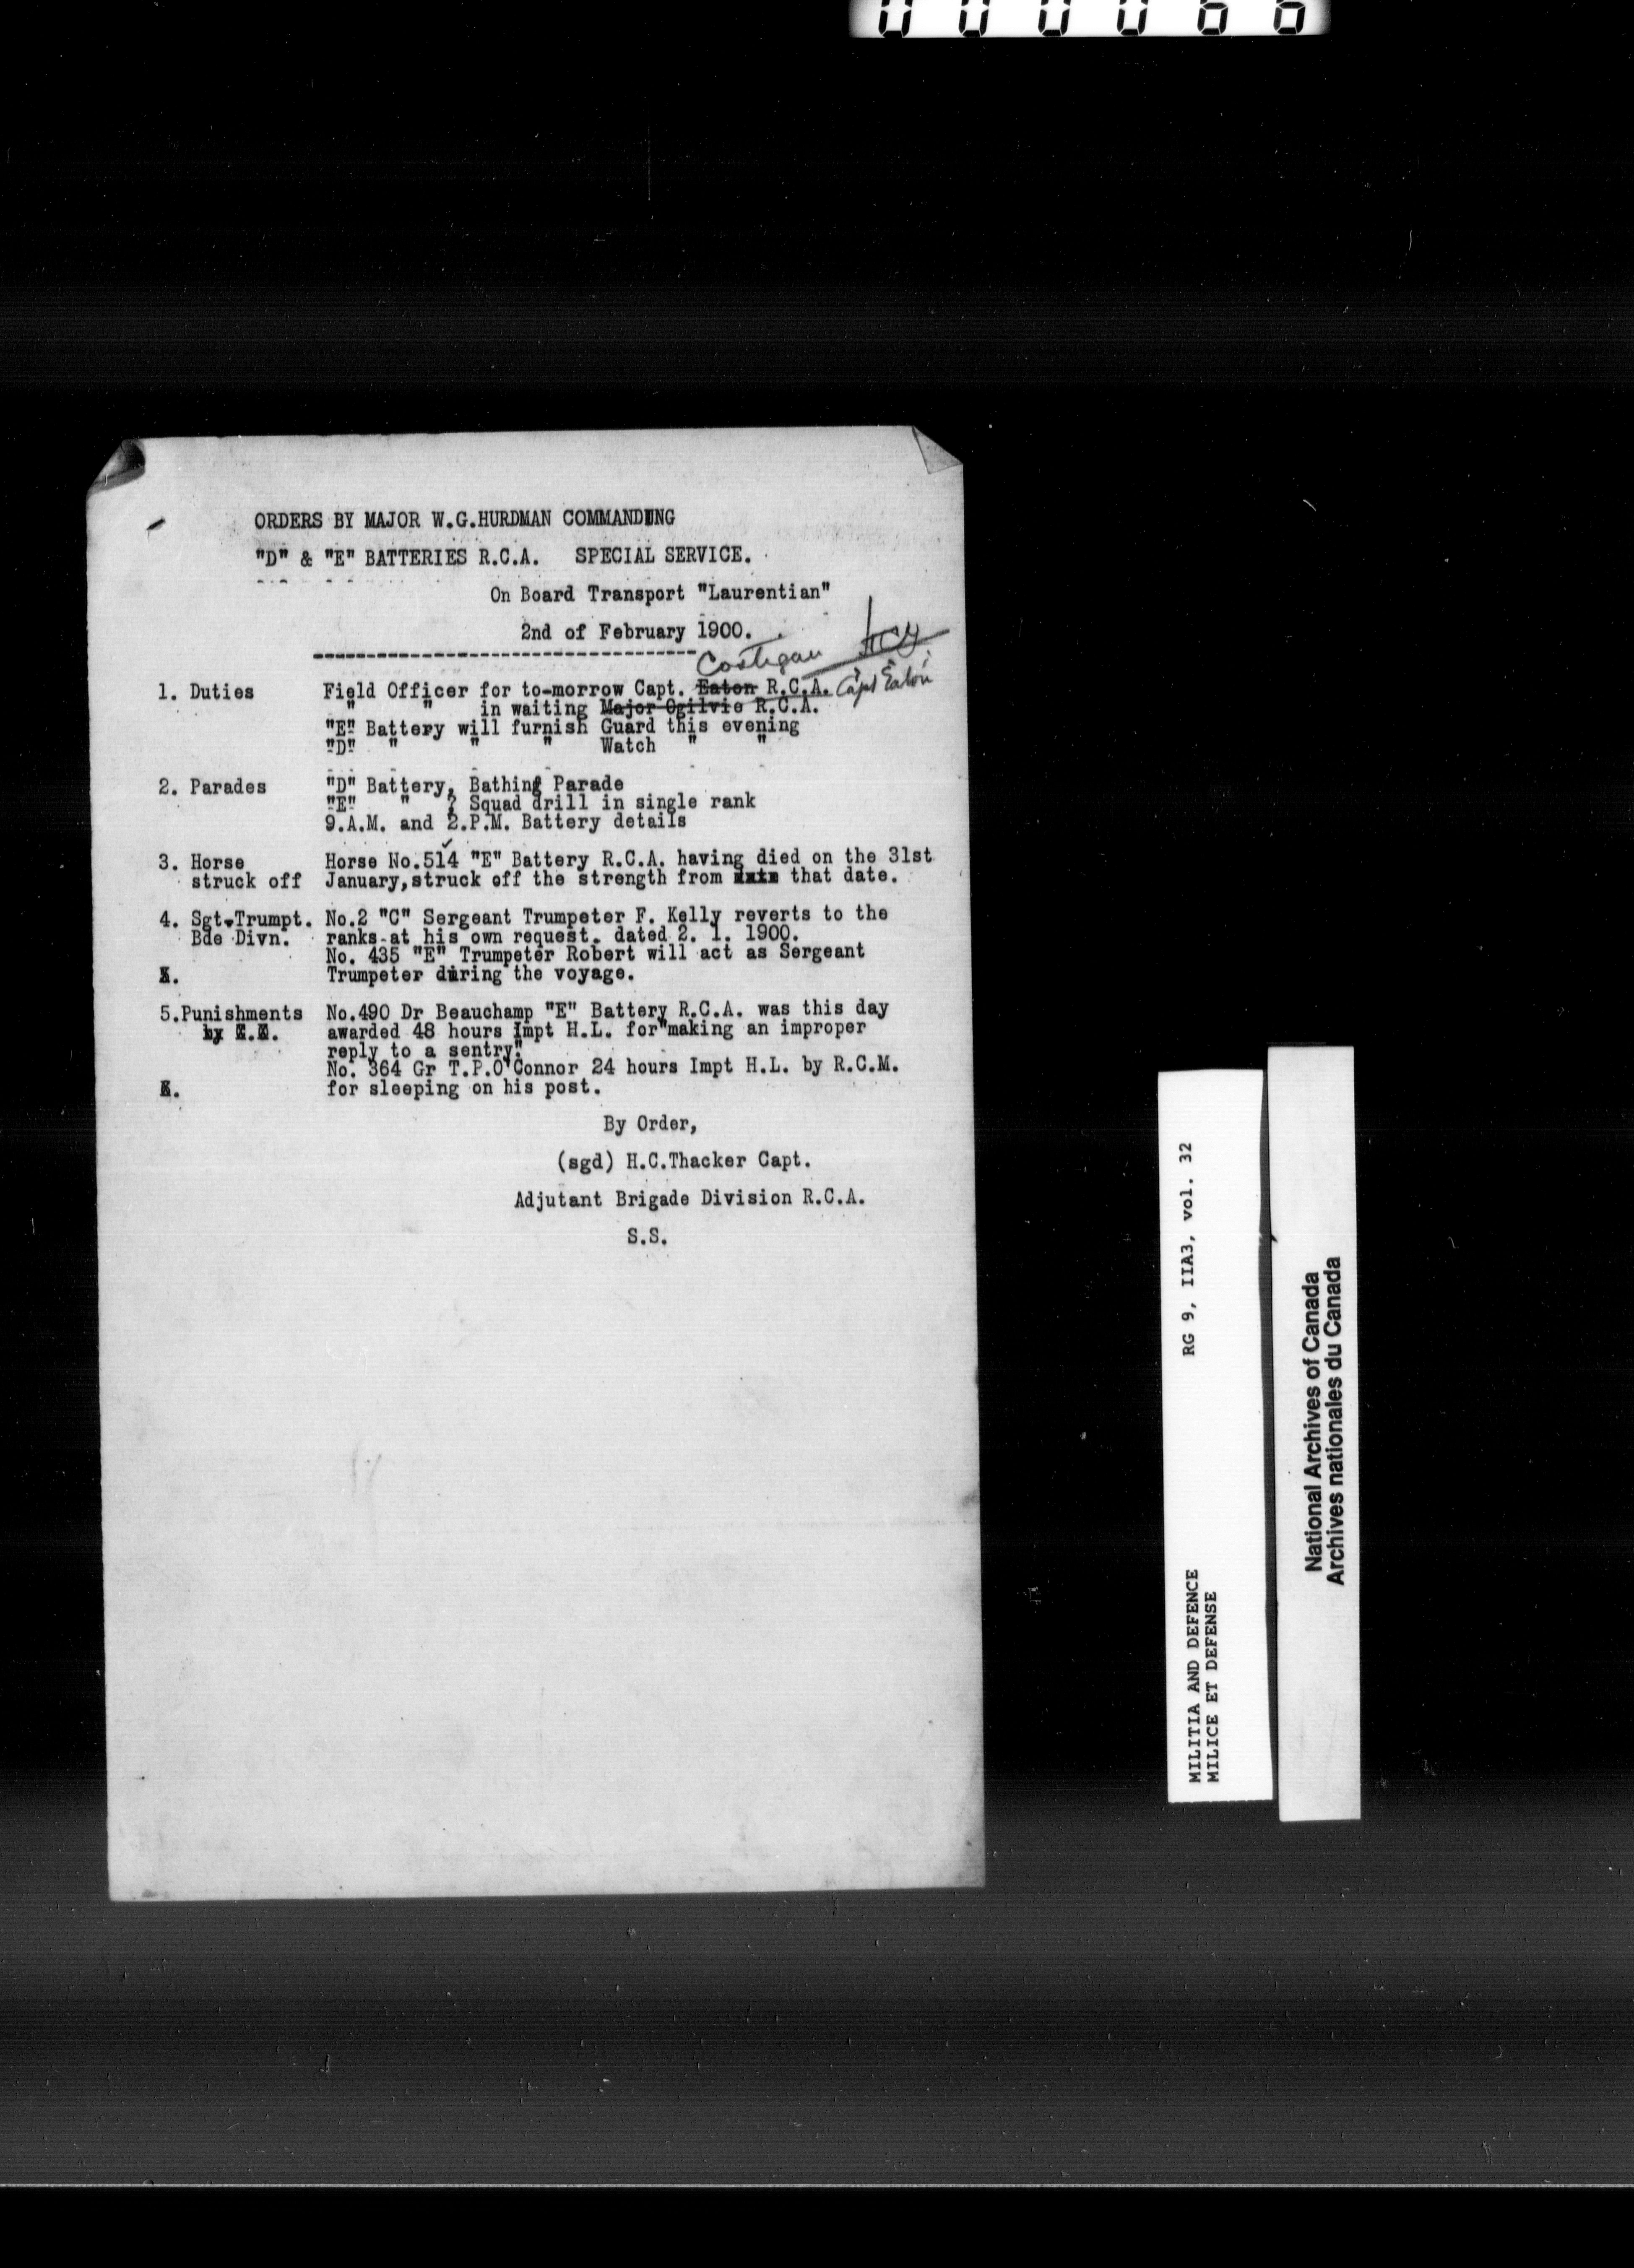 000066
ORDERS BY MAJOR W.G.HURDMAN COMMANDING
"D" & "E" BATTERIES R.C.A. SPECIAL SERVICE.
On Board Transport "Laurentian"
2nd of February 1900.
Costigan
1. Duties Field Officer for to-morrow Capt. Eaton R.C.A. Capt Eaton
" " in waiting Major Ogilvie R.C.A.
"E" Battery will furnish Guard this evening
"D" " " " Watch " "
2. Parades "D" Battery, Bathing Parade
"E" " ? Squad drill in single rank
9.A.M. and 2.P.M. Battery details
3. Horse Horse No.514 "E" Battery R.C.A. having died on the 31st
struck off January,struck off the strength from that date.
4. Sgt.Trumpt. No.2 "C" Sergeant Trumpeter F. Kelly reverts to the
Bde Divn. ranks at his own request. dated 2. 1. 1900.
No. 435 "E" Trumpeter Robert will act as Sergeant
Trumpeter during the voyage.
5.Punishments No.490 Dr Beauchamp "E" Battery R.C.A. was this day
by awarded 48 hours Impt H.L. for"making an improper
reply to a sentry".
No. 364 Gr T.P.O'Connor 24 hours Impt H.L. by R.C.M.
for sleeping on his post.
By Order,
(sgd) H.C.Thacker Capt.
Adjutant Brigade Division R.C.A.
S.S.
MILITIA AND DEFENCE RG 9, IIA3, vol. 32
MILICE ET DEFENSE
National Archives of Canada
Archives nationales du Canada